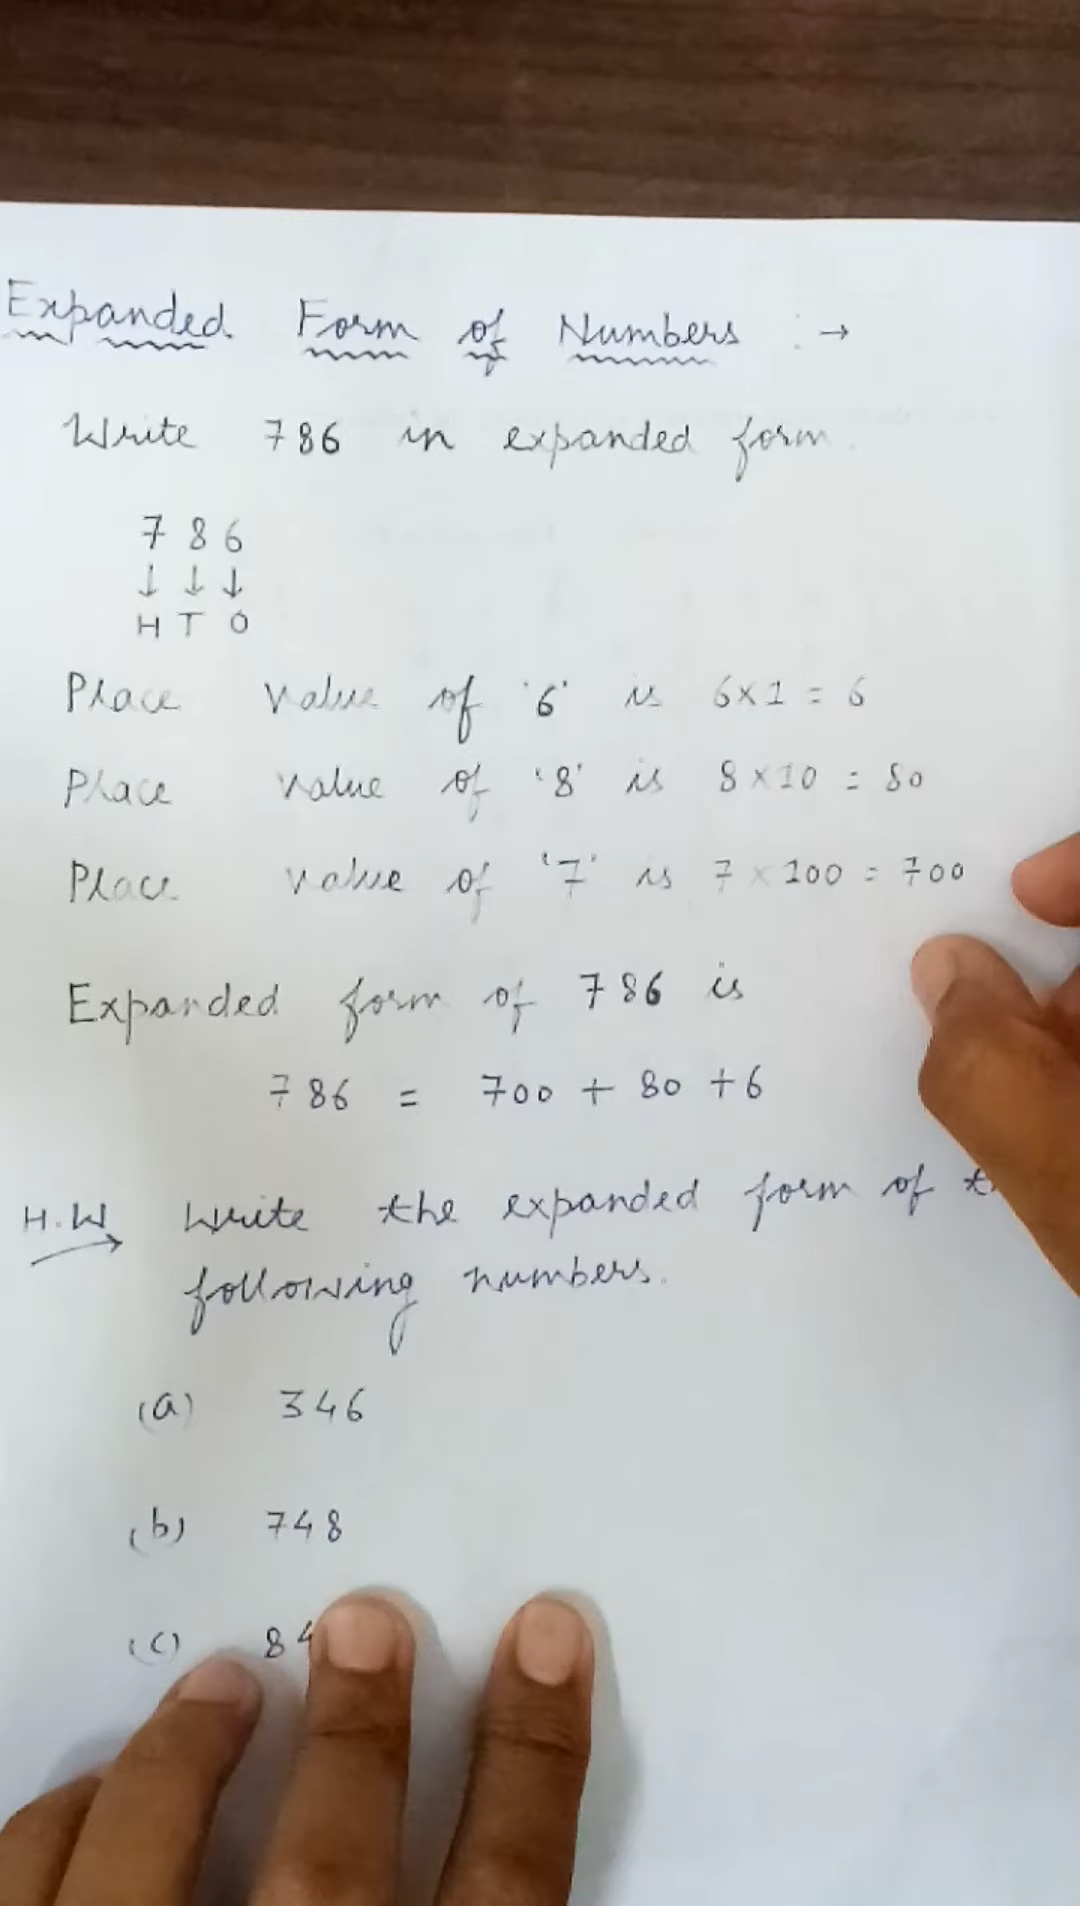 Expanded Form of Numbers :→
Write 786 in expanded form.
7 8 6
↓ ↓ ↓
H T O
Place value of '6' is 6×1 = 6
Place value of '8' is 8×10 = 80
Place value of '7' is 7×100 = 700
Expanded form of 786 is
786 = 700 + 80 + 6
H.W Write the expanded form of
following numbers.
(a) 346
(b) 748
(c)